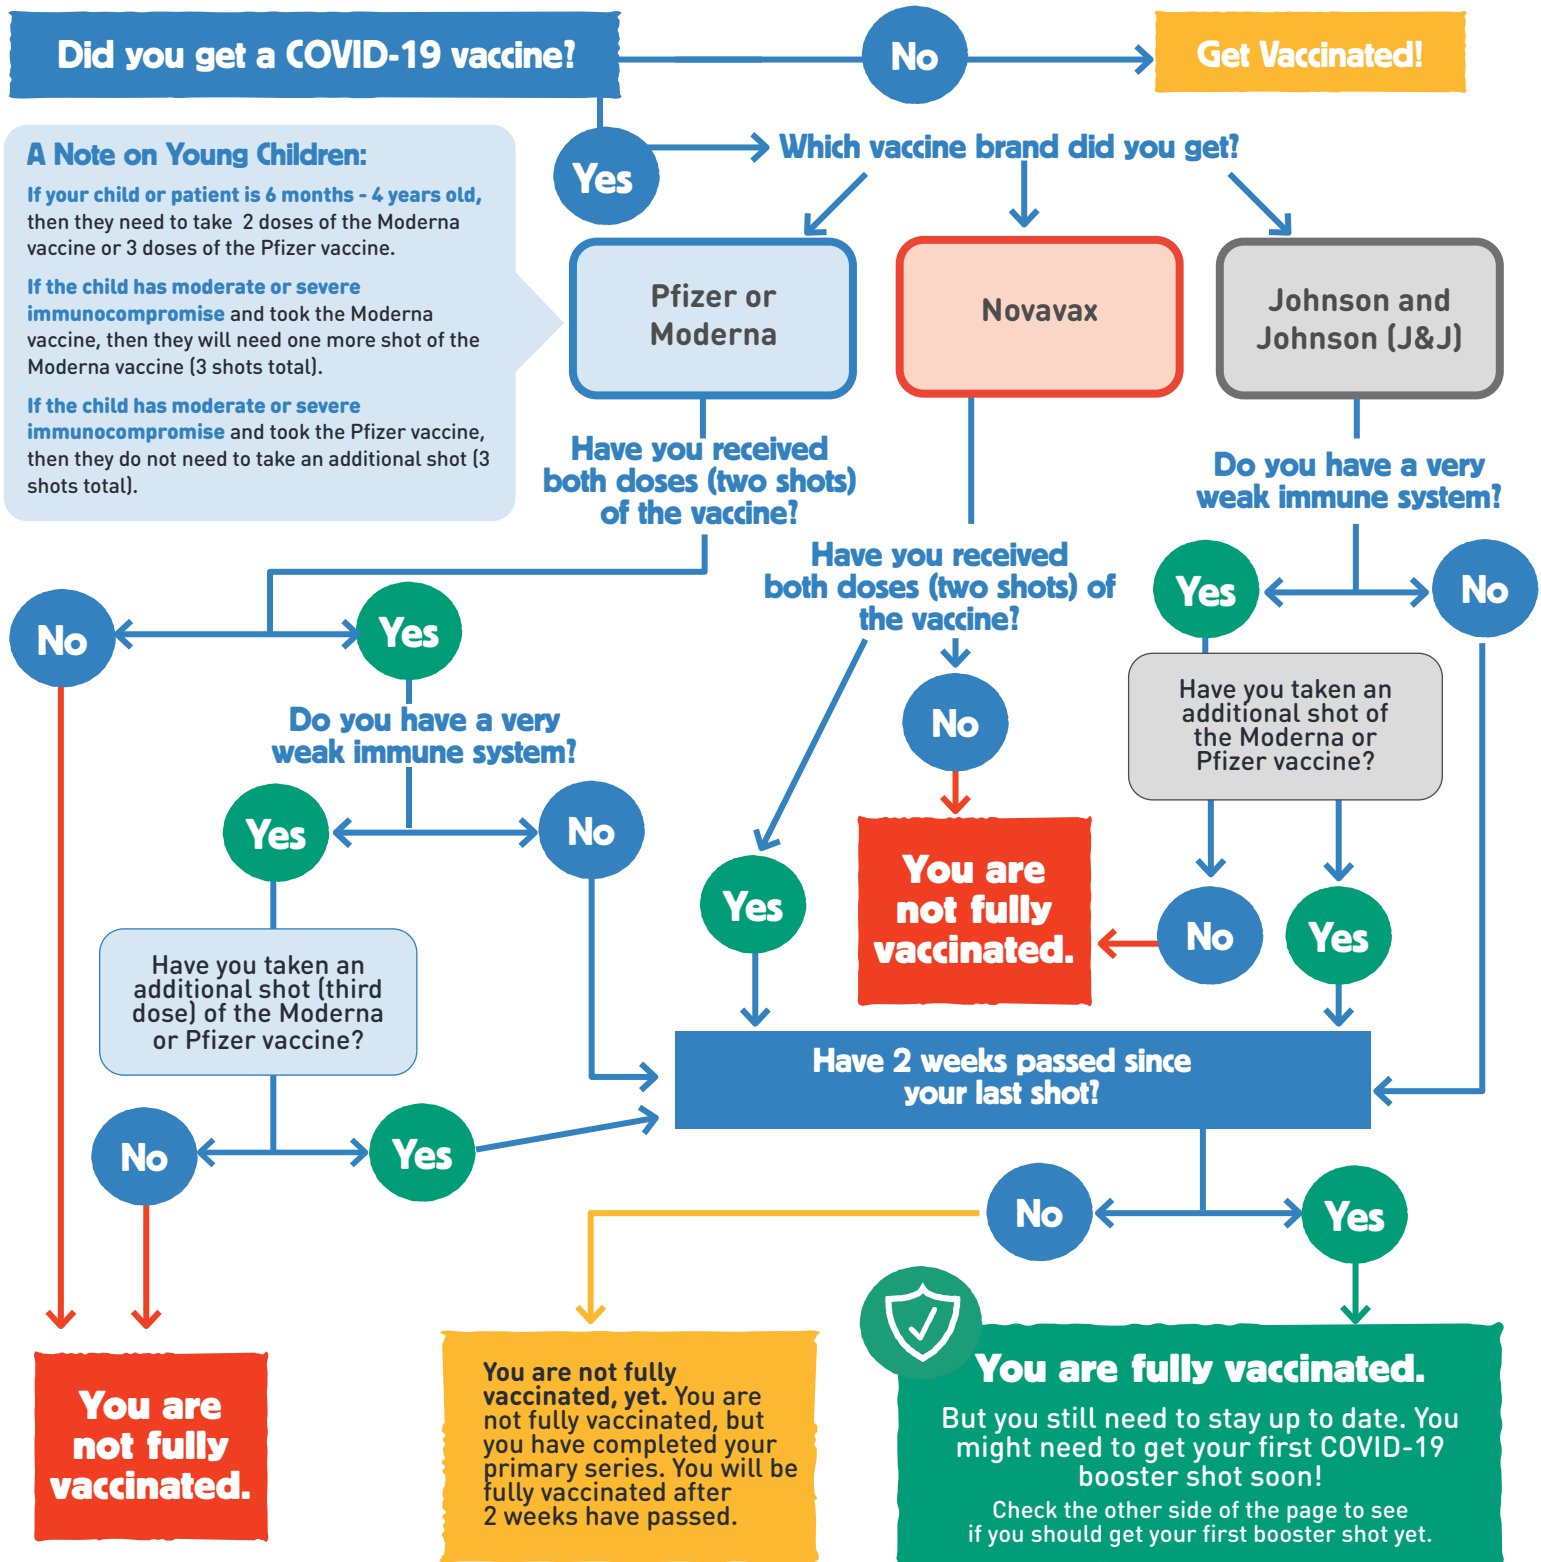 Did you get a COVID-19 vaccine?
No
Get Vaccinated!
A Note on Young Children:
If your child or patient is 6 months - 4 years old,
then they need to take 2 doses of the Moderna
vaccine or 3 doses of the Pfizer vaccine.
If the child has moderate or severe
immunocompromise and took the Moderna
vaccine, then they will need one more shot of the
Moderna vaccine (3 shots total).
If the child has moderate or severe
immunocompromise and took the Pfizer vaccine,
then they do not need to take an additional shot (3
shots total).
Yes
Which vaccine brand did you get?
Pfizer or
Moderna
Novavax
Johnson and
Johnson (J&J)
Have you received
both doses (two shots)
of the vaccine?
Have you received
both doses (two shots) of
the vaccine?
Do you have a very
weak immune system?
Yes
No
No
Yes
Do you have a very
weak immune system?
No
Have you taken an
additional shot of
the Moderna or
Pfizer vaccine?
Yes
No
Yes
You are
not fully
vaccinated.
No
Yes
Have you taken an
additional shot (third
dose) of the Moderna
or Pfizer vaccine?
Have 2 weeks passed since
your last shot?
No
Yes
No
Yes
You are
not fully
vaccinated.
You are not fully
vaccinated, yet. You are
not fully vaccinated, but
you have completed your
primary series. You will be
fully vaccinated after
2 weeks have passed.
You are fully vaccinated.
But you still need to stay up to date. You
might need to get your first COVID-19
booster shot soon!
Check the other side of the page to see
if you should get your first booster shot yet.